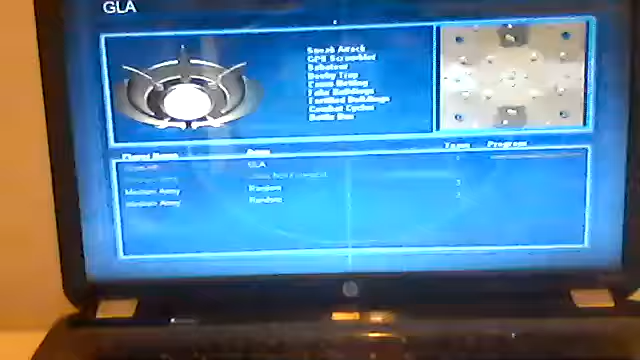 GLA
Sneak Attack
GPS Scrambler
Saboteur
Booby Trap
Camo Netting
Fake Buildings
Fortified Buildings
Combat Cycles
Battle Bus
Player Name Army Team Progress
GLA
Medium Army Random
Medium Army Random